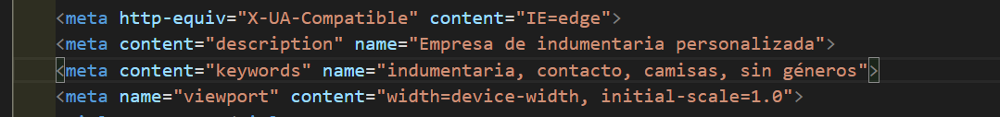 <meta http-equiv="X-UA-Compatible" content="IE=edge">
<meta content="description" name="Empresa de indumentaria personalizada">
<meta content="keywords" name="indumentaria, contacto, camisas, sin géneros">
<meta name="viewport" content="width=device-width, initial-scale=1.0">